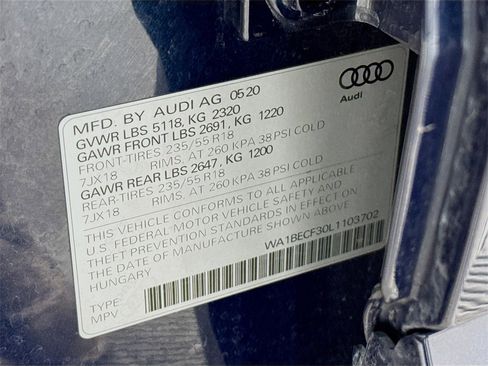 MFD. BY AUDI AG 05 20
GVWR LBS 5118, KG 2320
GAWR FRONT LBS 2691, KG 1220
FRONT-TIRES 235/55 R18
7JX18 RIMS, AT 260 KPA 38 PSI COLD
GAWR REAR LBS 2647, KG 1200
REAR-TIRES 235/55 R18
7JX18 RIMS, AT 260 KPA 38 PSI COLD
THIS VEHICLE CONFORMS TO ALL APPLICABLE
U.S. FEDERAL MOTOR VEHICLE SAFETY AND
THEFT PREVENTION STANDARDS IN EFFECT ON
THE DATE OF MANUFACTURE SHOWN ABOVE
HUNGARY
WA1BECF30L1103702
TYPE
MPV
Audi